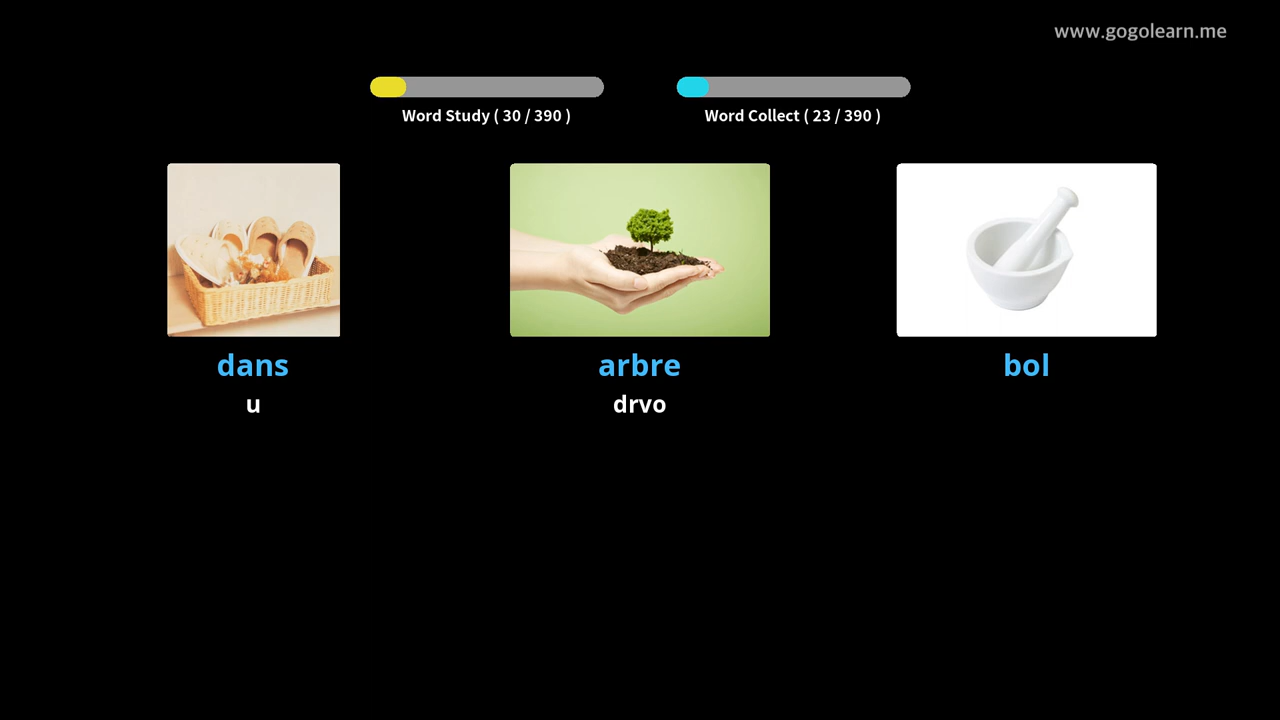 www.gogolearn.me
Word Study ( 30 / 390 )
Word Collect ( 23 / 390 )
dans
arbre
bol
u
drvo